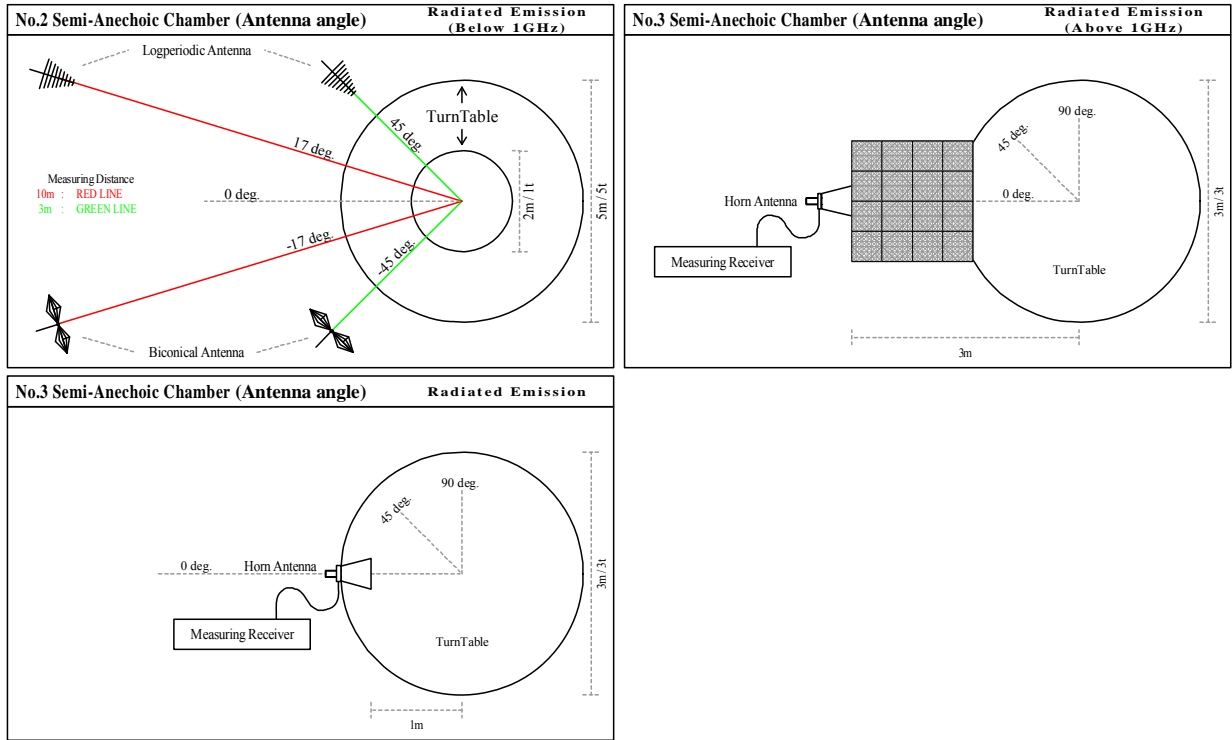 No.2 Semi-Anechoic Chamber (Antenna angle)
Radiated Emission
(Below 1GHz)
Logperiodic Antenna
TurnTable
45 deg.
17 deg.
Measuring Distance
10m : RED LINE
3m : GREEN LINE
0 deg.
2m / 1t
5m / 5t
-17 deg.
-45 deg.
Biconical Antenna
No.3 Semi-Anechoic Chamber (Antenna angle)
Radiated Emission
(Above 1GHz)
90 deg.
45 deg.
0 deg.
Horn Antenna
3m / 3t
Measuring Receiver
TurnTable
3m
No.3 Semi-Anechoic Chamber (Antenna angle)
Radiated Emission
90 deg.
45 deg.
0 deg.
Horn Antenna
3m / 3t
Measuring Receiver
TurnTable
1m